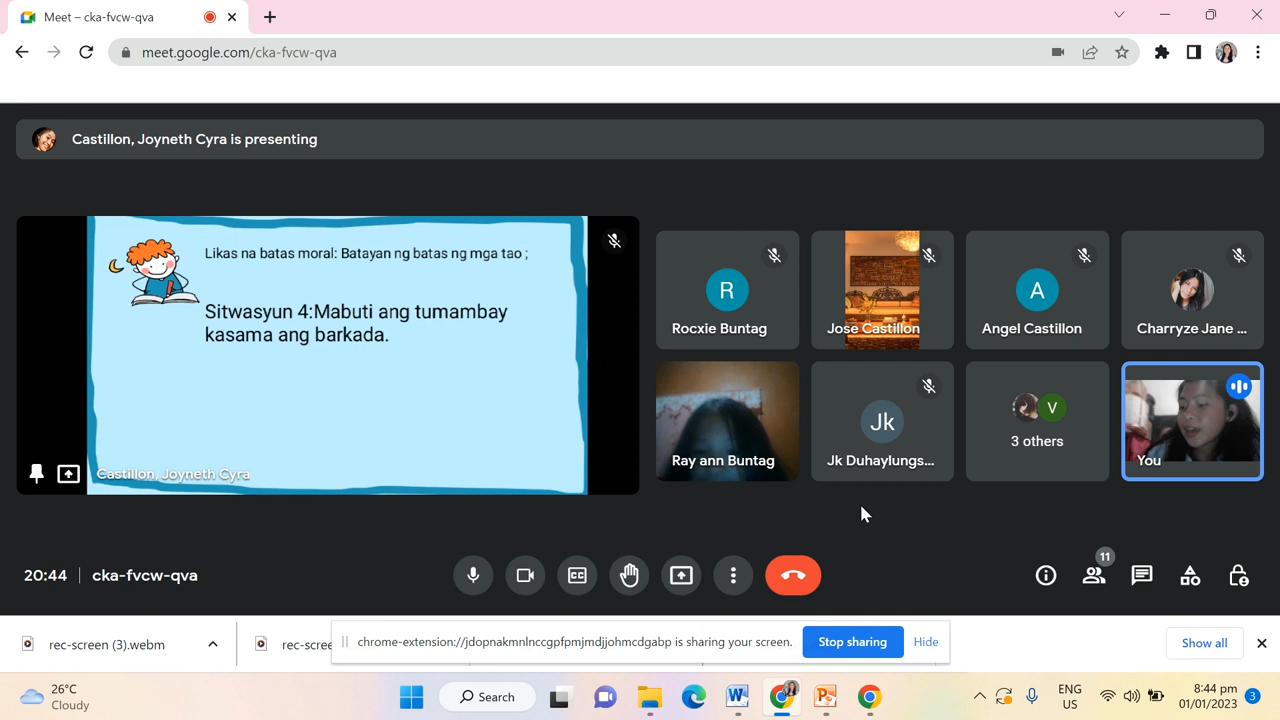 Meet – cka-fvcw-qva
meet.google.com/cka-fvcw-qva
Castillon, Joyneth Cyra is presenting
Likas na batas moral: Batayan ng batas ng mga tao ;
Sitwasyun 4:Mabuti ang tumambay
kasama ang barkada.
Castillon, Joyneth Cyra
R
Rocxie Buntag
Jose Castillon
A
Angel Castillon
Charryze Jane ...
Ray ann Buntag
Jk
Jk Duhaylungs...
V
3 others
You
20:44
cka-fvcw-qva
11
rec-screen (3).webm
rec-scree
chrome-extension://jdopnakmnlnccgpfpmjmdjjohmcdgabp is sharing your screen.
Stop sharing
Hide
Show all
26°C
Cloudy
Search
ENG
US
8:44 pm
01/01/2023
3